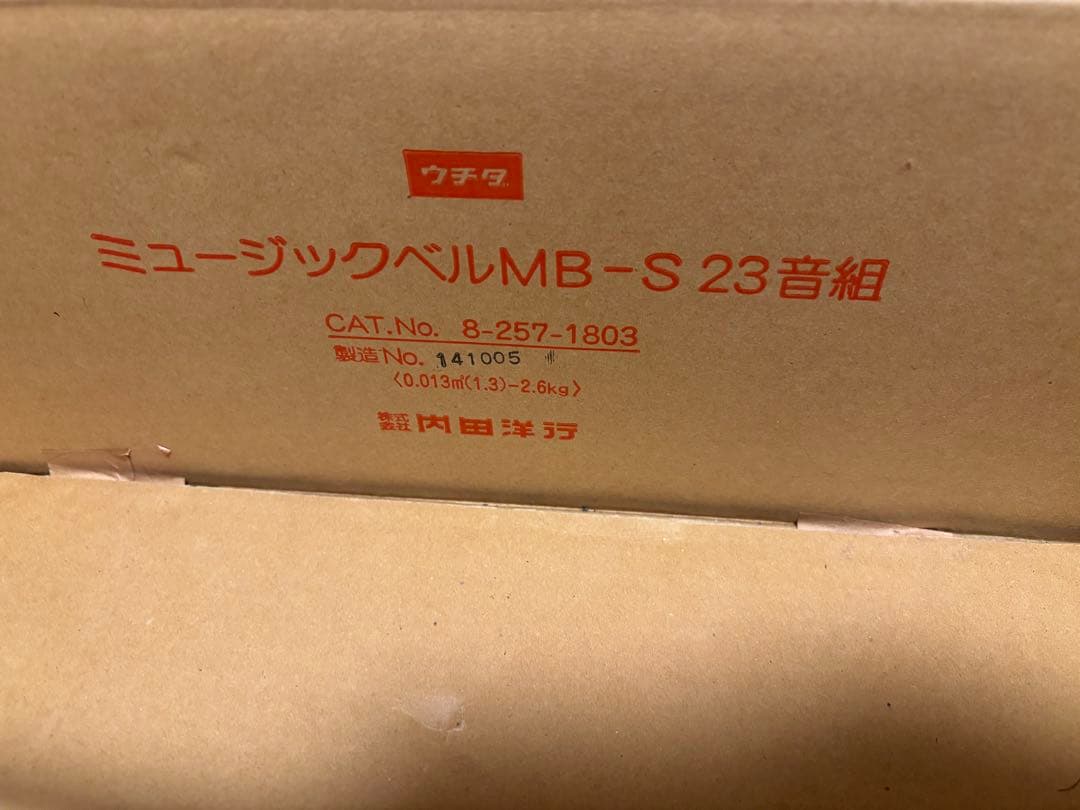 ウチダ
ミュージックベルMB-S 23音組
CAT.No. 8-257-1803
製造No. 141005
〈0.013㎥(1.3)-2.6kg〉
株式会社 内田洋行